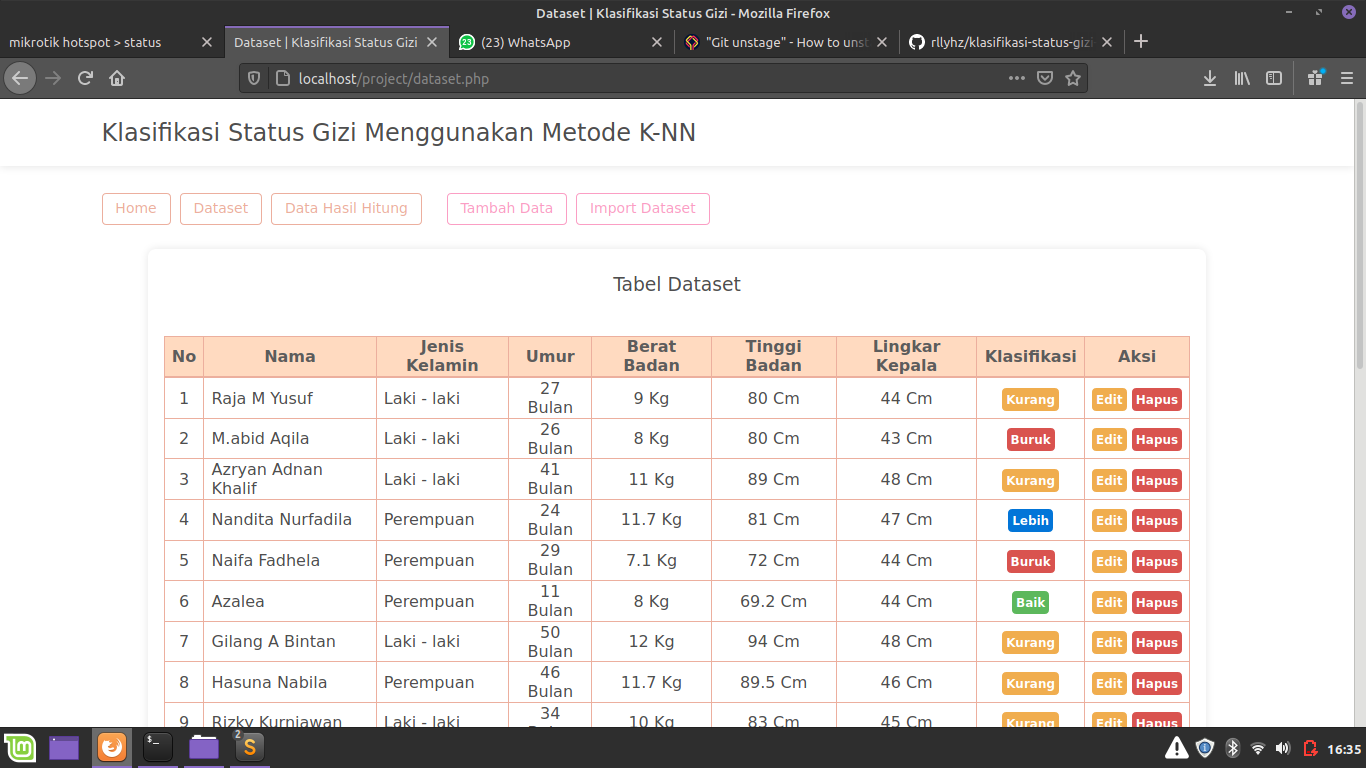 Dataset | Klasifikasi Status Gizi - Mozilla Firefox
mikrotik hotspot > status
Dataset | Klasifikasi Status Gizi
23
(23) WhatsApp
"Git unstage" - How to unst
rllyhz/klasifikasi-status-gizi
localhost/project/dataset.php
Klasifikasi Status Gizi Menggunakan Metode K-NN
Home Dataset Data Hasil Hitung Tambah Data Import Dataset
Tabel Dataset
No Nama Jenis Kelamin Umur Berat Badan Tinggi Badan Lingkar Kepala Klasifikasi Aksi
1 Raja M Yusuf Laki - laki 27 Bulan 9 Kg 80 Cm 44 Cm Kurang Edit Hapus
2 M.abid Aqila Laki - laki 26 Bulan 8 Kg 80 Cm 43 Cm Buruk Edit Hapus
3 Azryan Adnan Khalif Laki - laki 41 Bulan 11 Kg 89 Cm 48 Cm Kurang Edit Hapus
4 Nandita Nurfadila Perempuan 24 Bulan 11.7 Kg 81 Cm 47 Cm Lebih Edit Hapus
5 Naifa Fadhela Perempuan 29 Bulan 7.1 Kg 72 Cm 44 Cm Buruk Edit Hapus
6 Azalea Perempuan 11 Bulan 8 Kg 69.2 Cm 44 Cm Baik Edit Hapus
7 Gilang A Bintan Laki - laki 50 Bulan 12 Kg 94 Cm 48 Cm Kurang Edit Hapus
8 Hasuna Nabila Perempuan 46 Bulan 11.7 Kg 89.5 Cm 46 Cm Kurang Edit Hapus
9 Rizky Kurniawan Laki - laki 34 Bulan 10 Kg 83 Cm 45 Cm Kurang Edit Hapus
$_
2
S
16:35